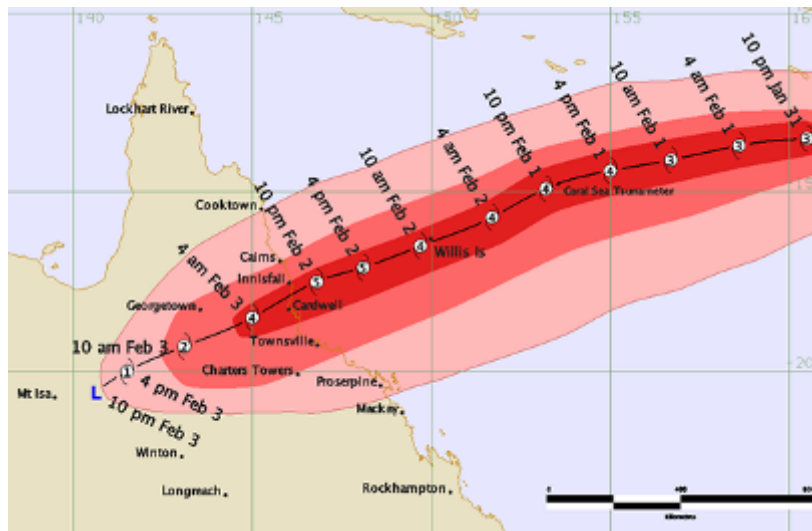 140
145
150
155
10 pm Jan 31
4 am Feb 1
10 am Feb 1
4 pm Feb 1
10 pm Feb 1
4 am Feb 2
10 am Feb 2
4 pm Feb 2
10 pm Feb 2
4 am Feb 3
10 am Feb 3
4 pm Feb 3
10 pm Feb 3
3
3
3
4
4
4
4
5
5
4
2
1
L
Lockhart River
Cooktown
Cairns
Innisfail
Georgetown
Cardwell
Townsville
Charters Towers
Proserpine
Mackay
Mt Isa
Winton
Longreach
Rockhampton
Willis Is
Coral Sea
20
0
400
Kilometres